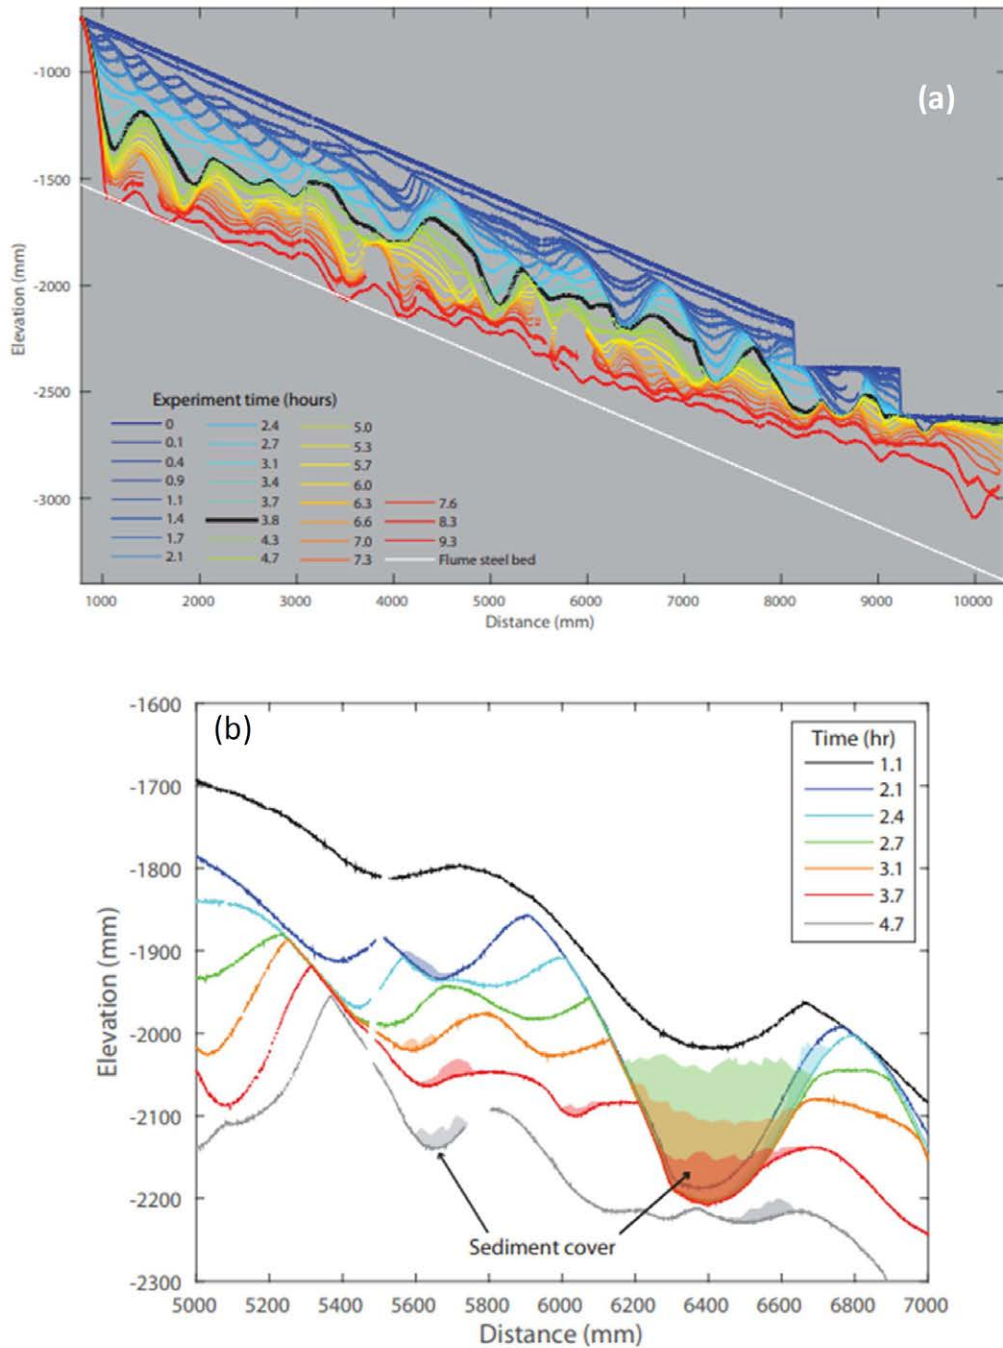 (a)
-1000
-1500
-2000
-2500
-3000
Elevation (mm)
Experiment time (hours)
0 2.4 5.0
0.1 2.7 5.3
0.4 3.1 5.7
0.9 3.4 6.0
1.1 3.7 6.3 7.6
1.4 3.8 6.6 8.3
1.7 4.3 7.0 9.3
2.1 4.7 7.3 Flume steel bed
1000 2000 3000 4000 5000 6000 7000 8000 9000 10000
Distance (mm)
(b)
-1600
-1700
-1800
-1900
-2000
-2100
-2200
-2300
Elevation (mm)
Time (hr)
1.1
2.1
2.4
2.7
3.1
3.7
4.7
Sediment cover
5000 5200 5400 5600 5800 6000 6200 6400 6600 6800 7000
Distance (mm)